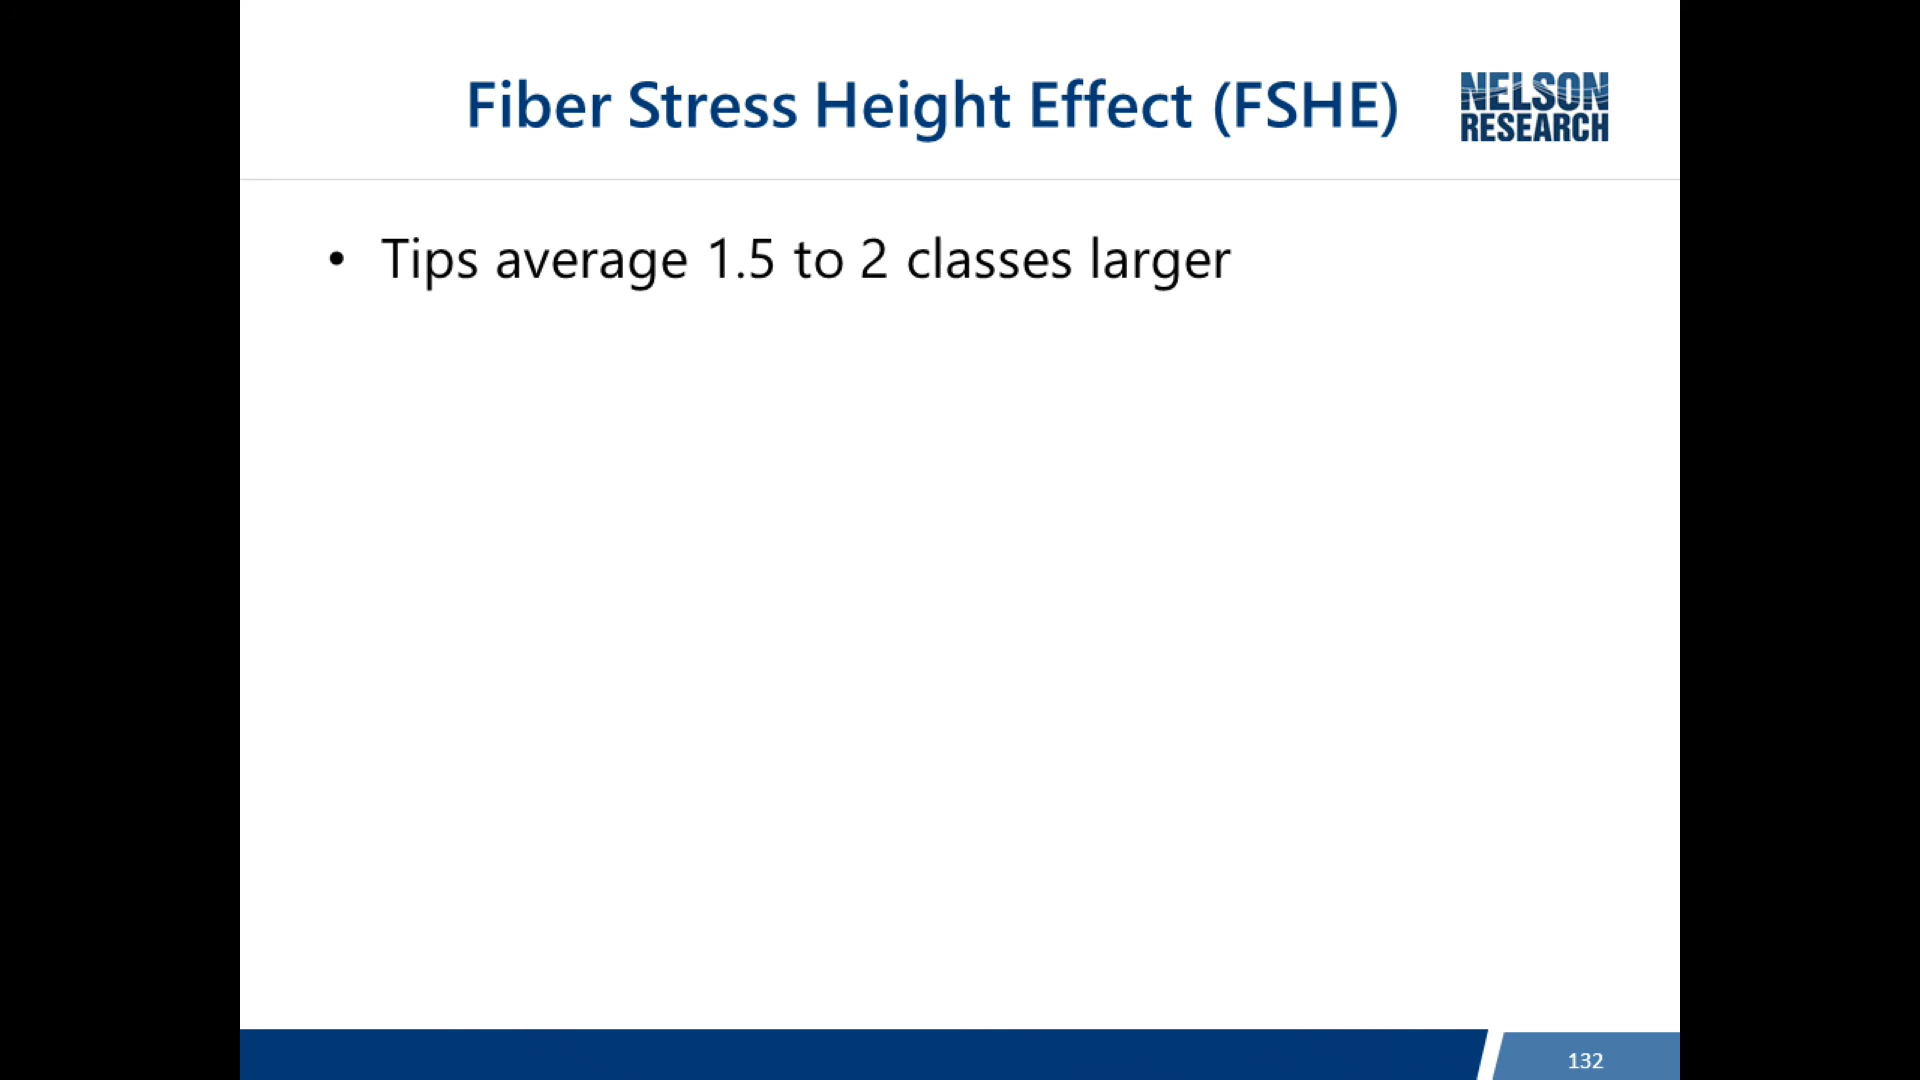 Fiber Stress Height Effect (FSHE)
NELSON
RESEARCH
• Tips average 1.5 to 2 classes larger
132